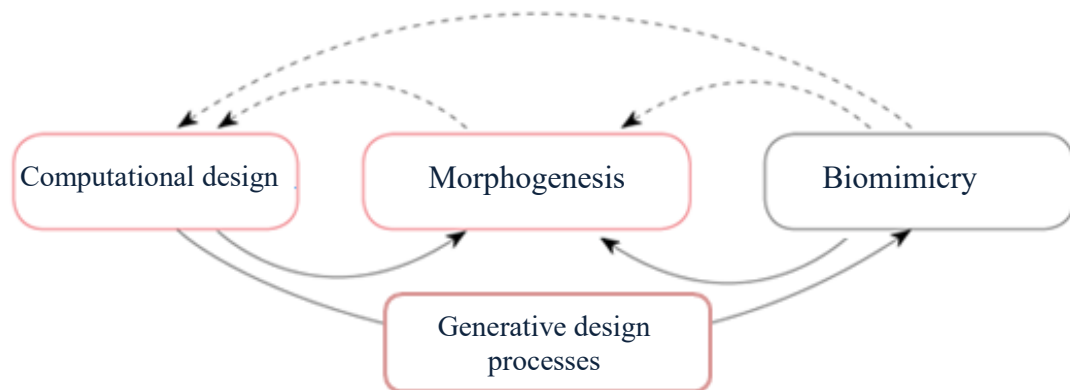 Computational design
Morphogenesis
Biomimicry
Generative design
processes